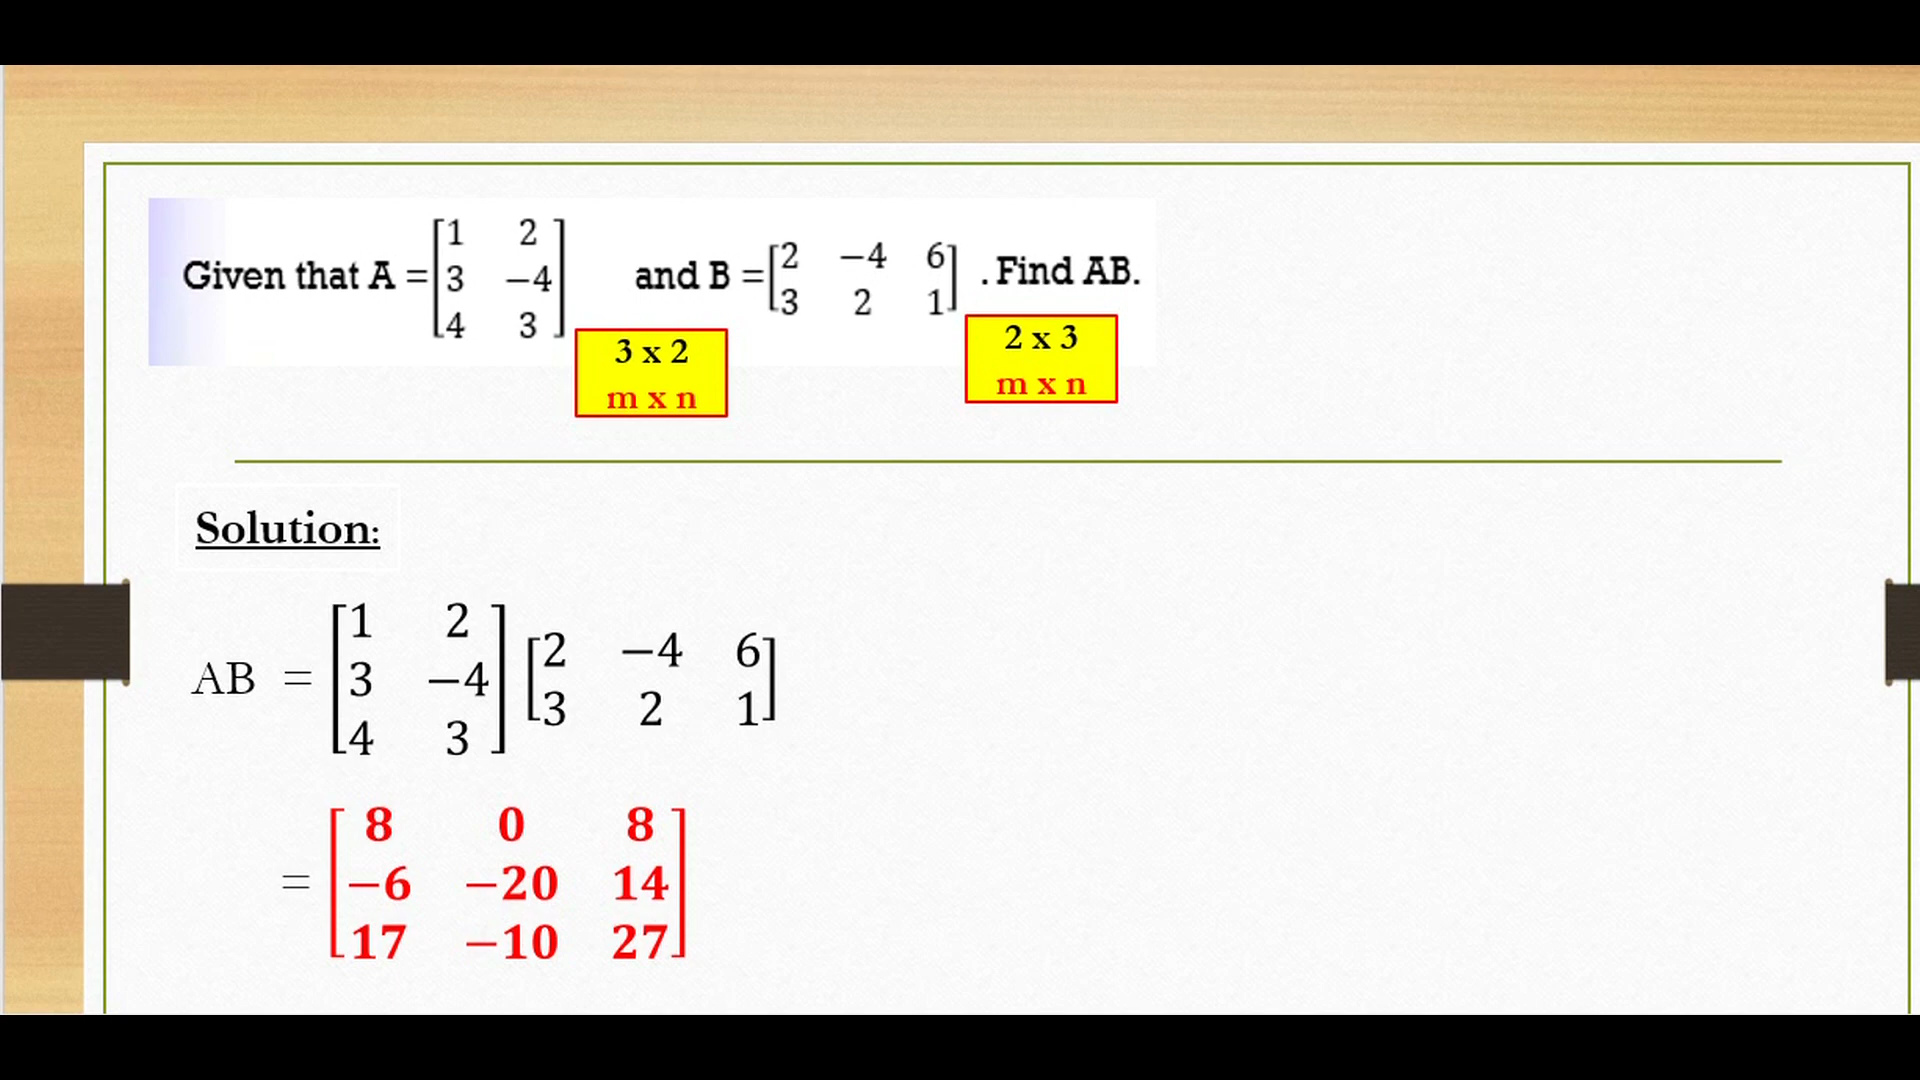 Given that A = [1 2
3 −4
4 3] and B = [2 −4 6
3 2 1] . Find AB.
3 x 2
m x n
2 x 3
m x n
Solution:
AB = [1 2
3 −4
4 3] [2 −4 6
3 2 1]
= [8 0 8
−6 −20 14
17 −10 27]